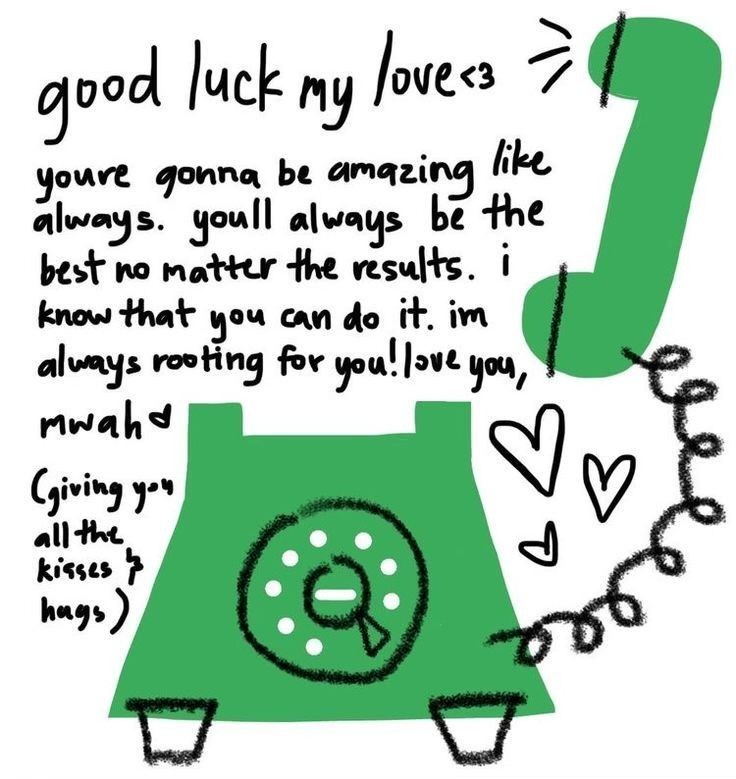 good luck my love<3
youre gonna be amazing like
always. youll always be the
best no matter the results. i
know that you can do it. im
always rooting for you! love you,
mwah♡
(giving you
all the
kisses &
hugs)